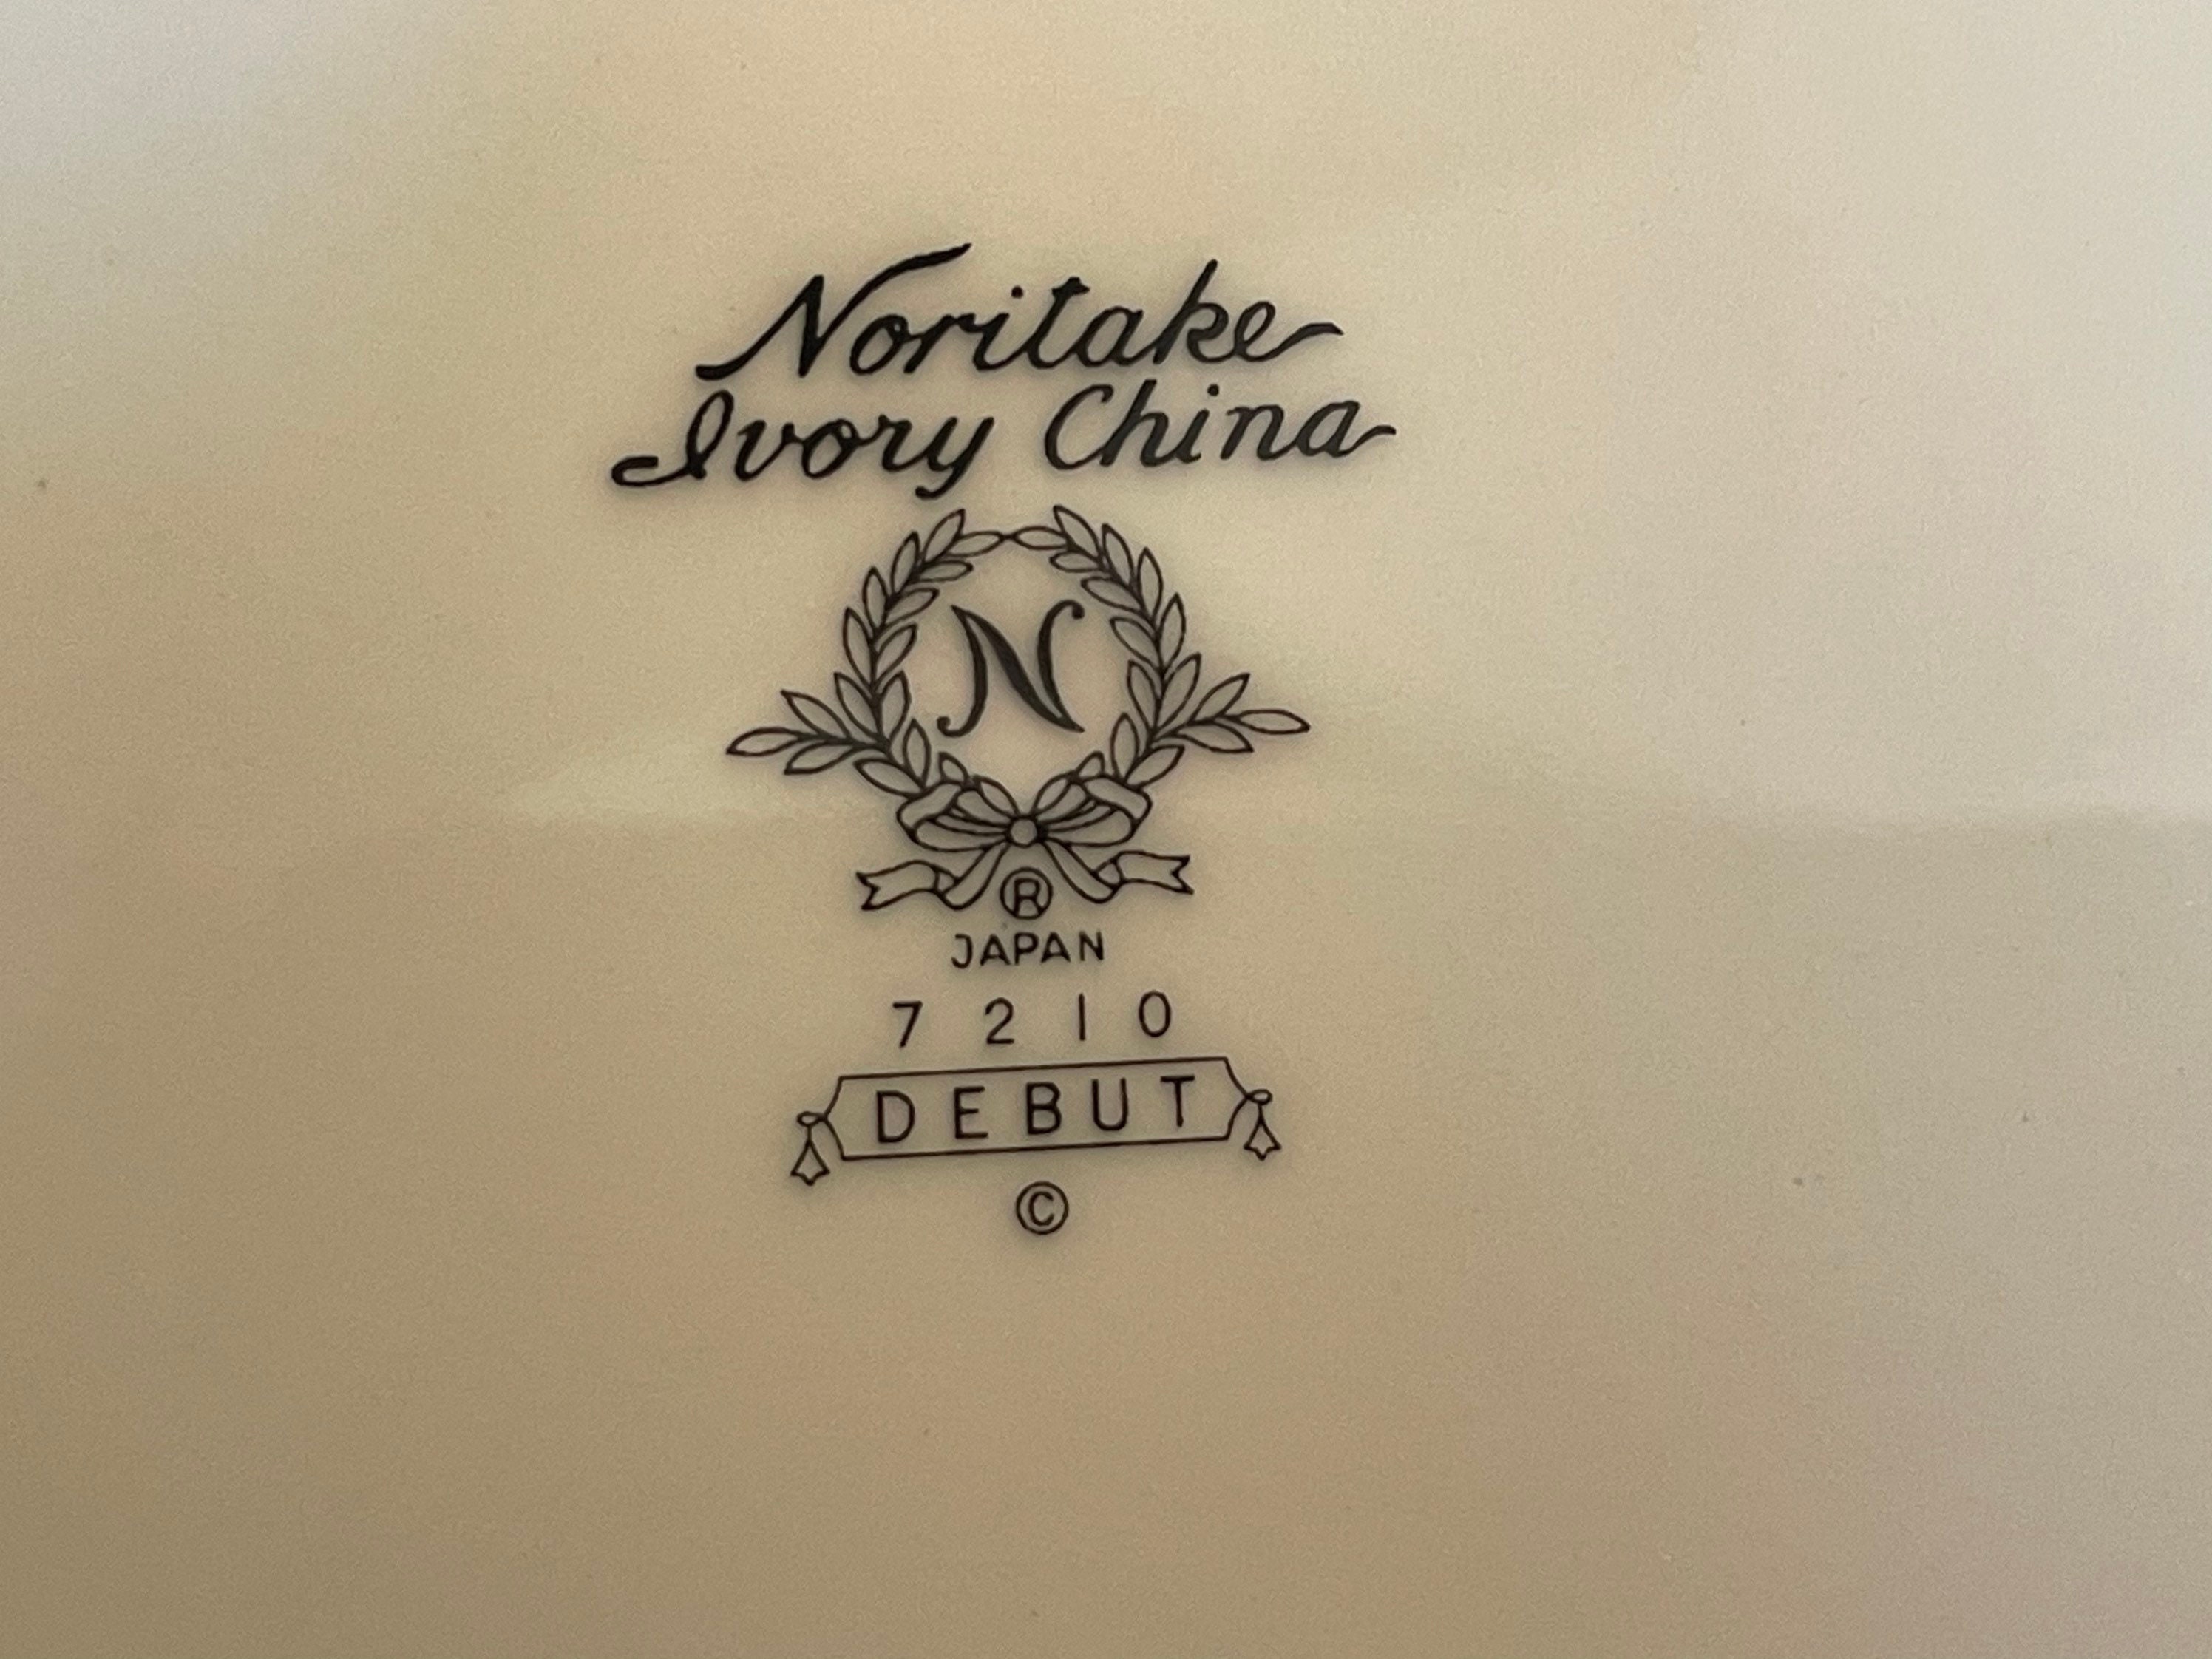 Noritake
Ivory China
N
®
JAPAN
7210
DEBUT
©